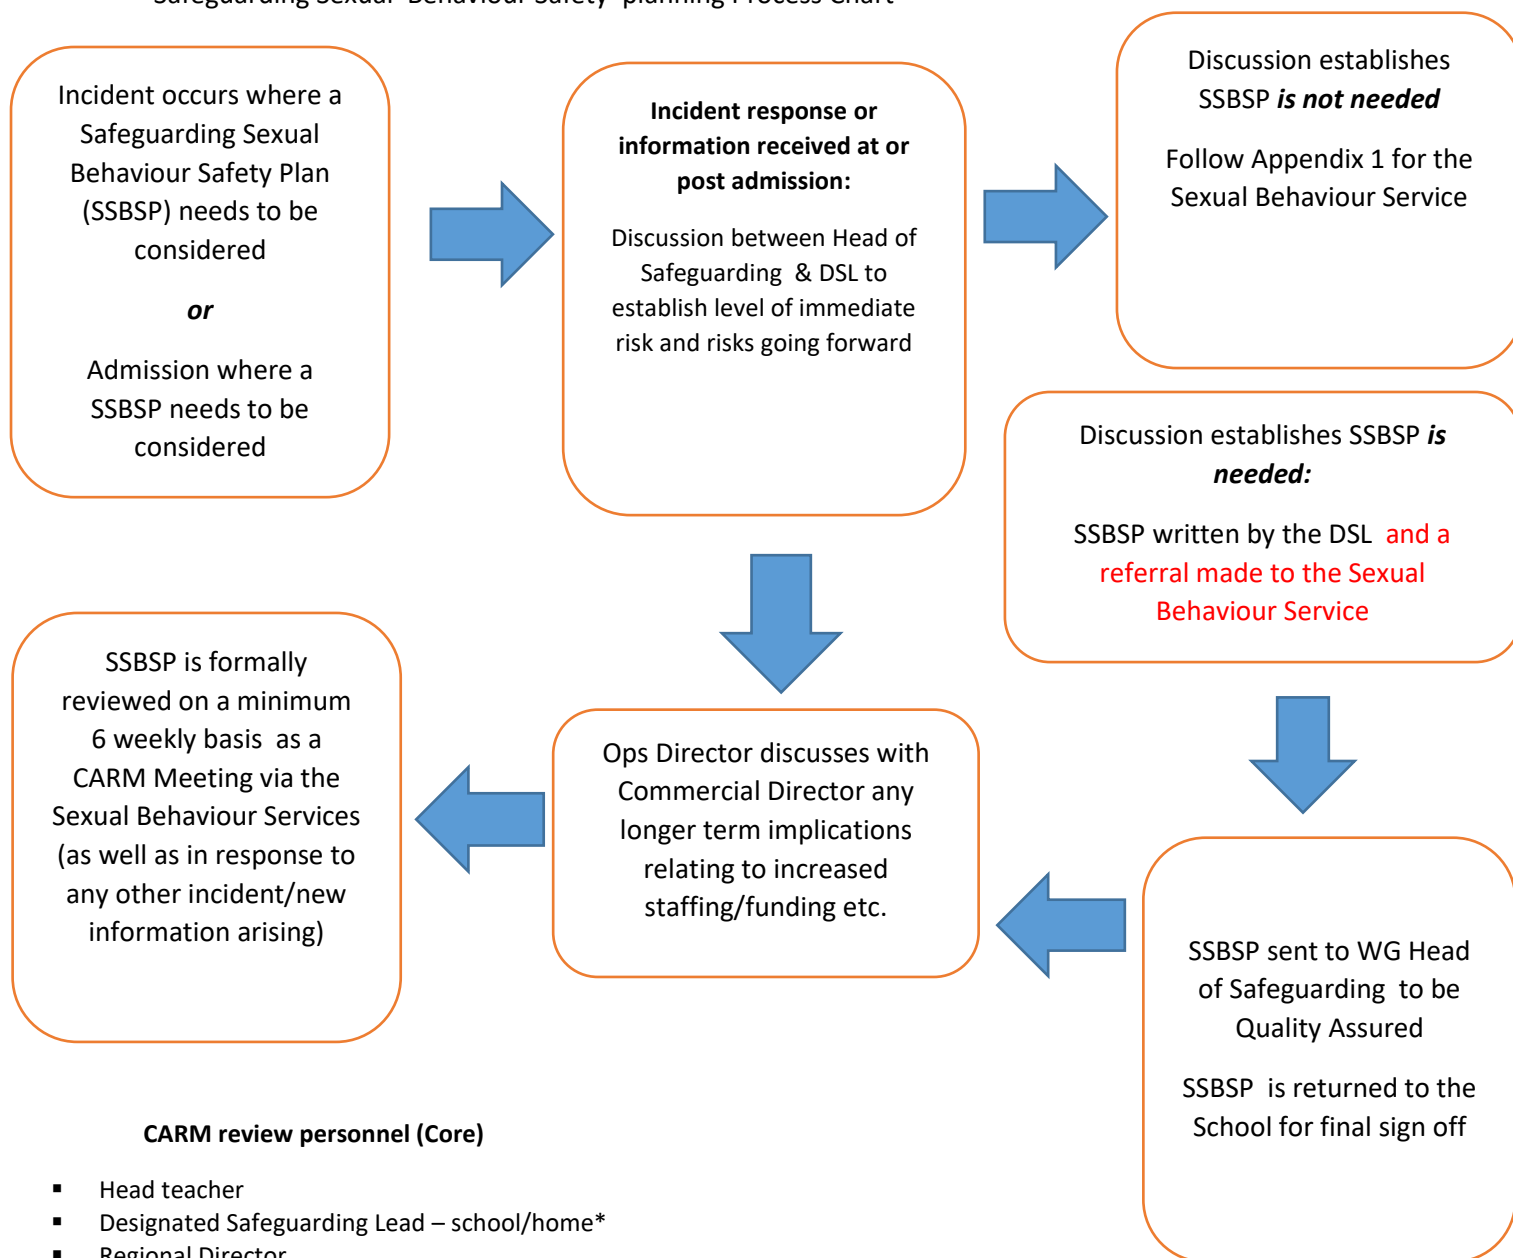 Safeguarding Sexual Behaviour Safety planning Process Chart
Incident occurs where a
Safeguarding Sexual
Behaviour Safety Plan
(SSBSP) needs to be
considered
or
Admission where a
SSBSP needs to be
considered
Incident response or
information received at or
post admission:
Discussion between Head of
Safeguarding & DSL to
establish level of immediate
risk and risks going forward
Discussion establishes
SSBSP is not needed
Follow Appendix 1 for the
Sexual Behaviour Service
Discussion establishes SSBSP is
needed:
SSBSP written by the DSL and a
referral made to the Sexual
Behaviour Service
SSBSP sent to WG Head
of Safeguarding to be
Quality Assured
SSBSP is returned to the
School for final sign off
Ops Director discusses with
Commercial Director any
longer term implications
relating to increased
staffing/funding etc.
SSBSP is formally
reviewed on a minimum
6 weekly basis as a
CARM Meeting via the
Sexual Behaviour Services
(as well as in response to
any other incident/new
information arising)
CARM review personnel (Core)
▪ Head teacher
▪ Designated Safeguarding Lead – school/home*
▪ Regional Director